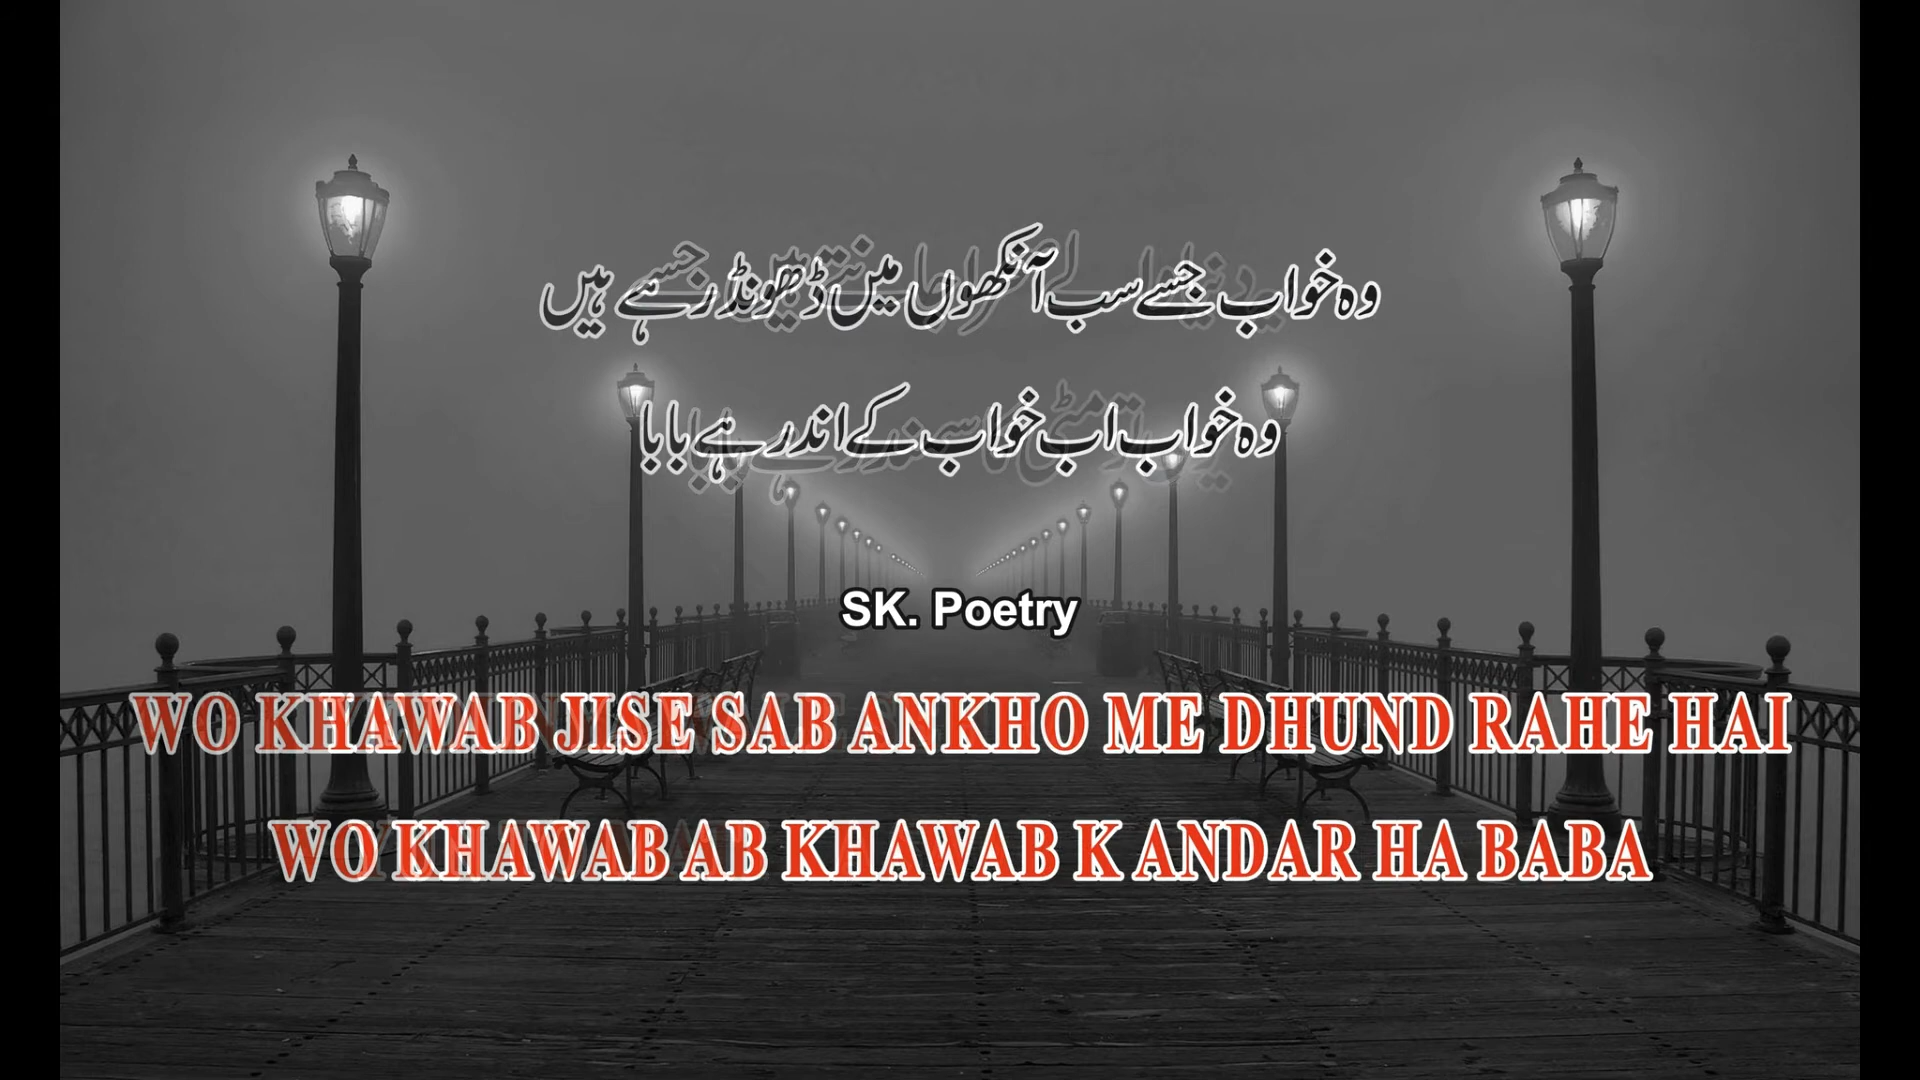 وہ خواب جسے سب آنکھوں میں ڈھونڈ رہے ہیں
وہ خواب اب خواب کے اندر ہے بابا
SK. Poetry
WO KHAWAB JISE SAB ANKHO ME DHUND RAHE HAI
WO KHAWAB AB KHAWAB K ANDAR HA BABA